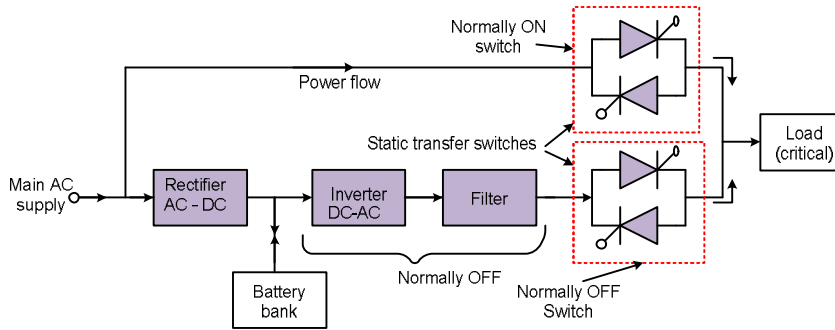 Normally ON
switch
Power flow
Static transfer switches
Load
(critical)
Main AC
supply
Rectifier
AC - DC
Inverter
DC-AC
Filter
Normally OFF
Battery
bank
Normally OFF
Switch